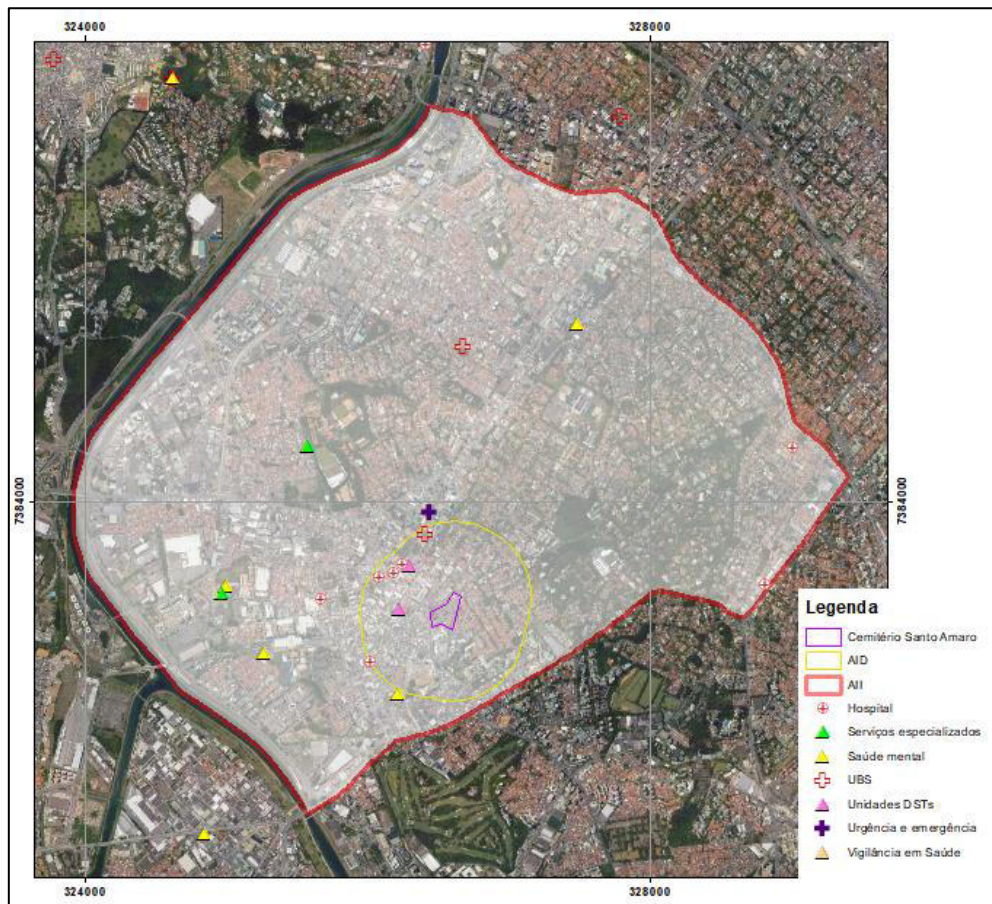 324000
328000
7384000
7384000
Legenda
Cemitério Santo Amaro
AID
AII
Hospital
Serviços especializados
Saúde mental
UBS
Unidades DSTs
Urgência e emergência
Vigilância em Saúde
324000
328000